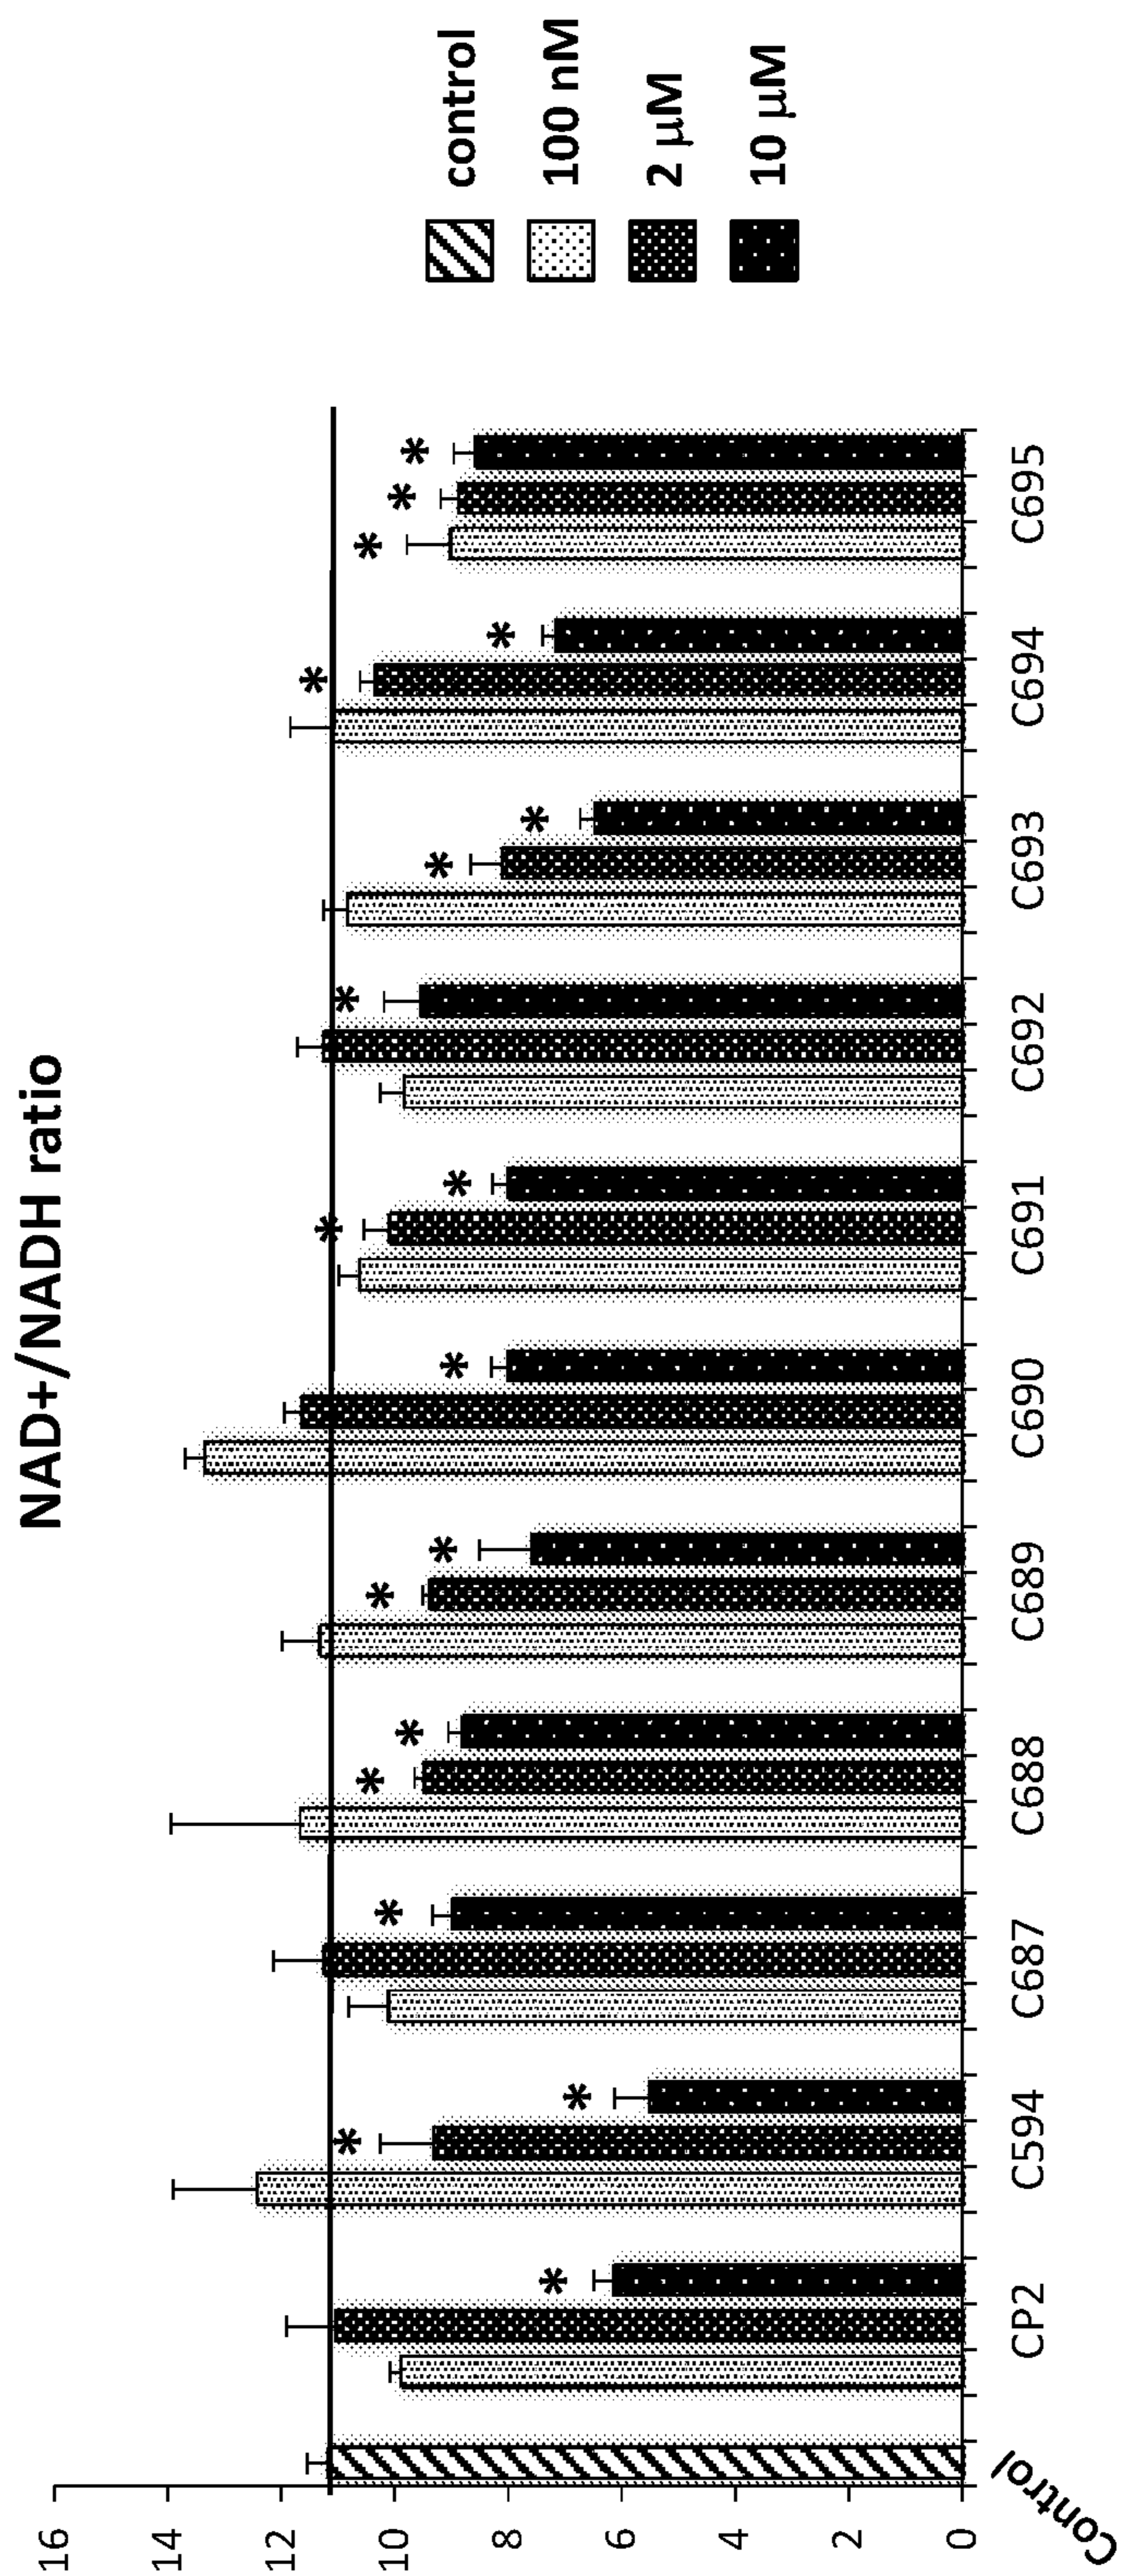 NAD+/NADH ratio
16
14
12
10
8
6
4
2
0
* * * * * * * * * * * * * * * * * * *
Control
CP2
C594
C687
C688
C689
C690
C691
C692
C693
C694
C695
control
100 nM
2 μM
10 μM